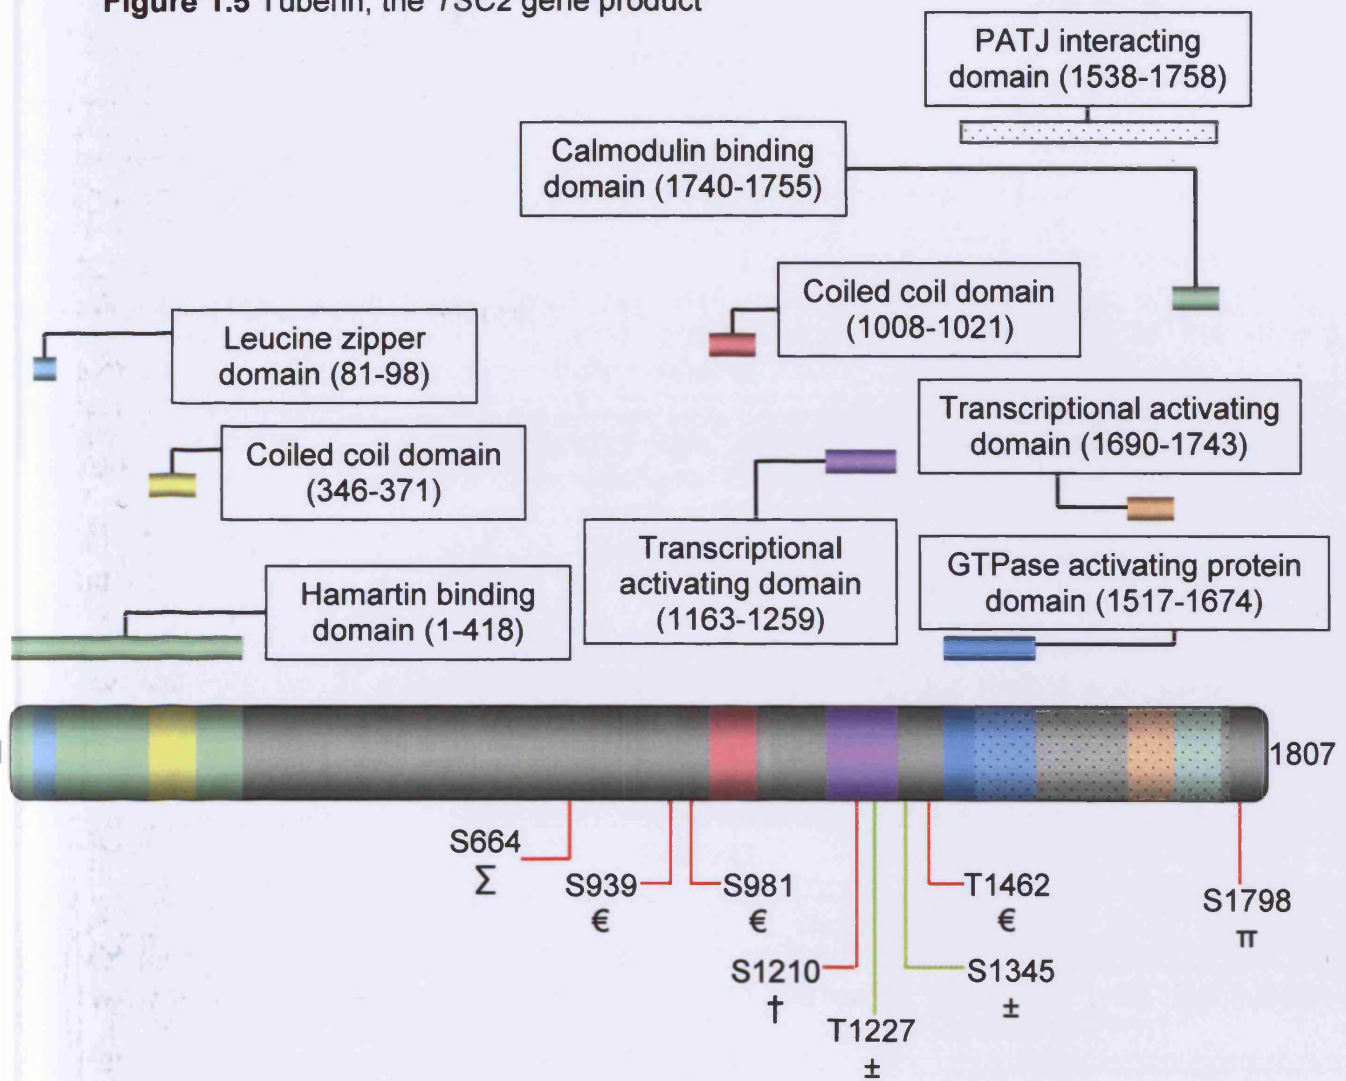 Figure 1.5 Tuberin, the TSC2 gene product
PATJ interacting
domain (1538-1758)
Calmodulin binding
domain (1740-1755)
Coiled coil domain
(1008-1021)
Leucine zipper
domain (81-98)
Transcriptional activating
domain (1690-1743)
Coiled coil domain
(346-371)
Transcriptional
activating domain
(1163-1259)
GTPase activating protein
domain (1517-1674)
Hamartin binding
domain (1-418)
1807
S664
Σ
S939
€
S981
€
T1462
€
S1798
π
S1210
†
S1345
±
T1227
±